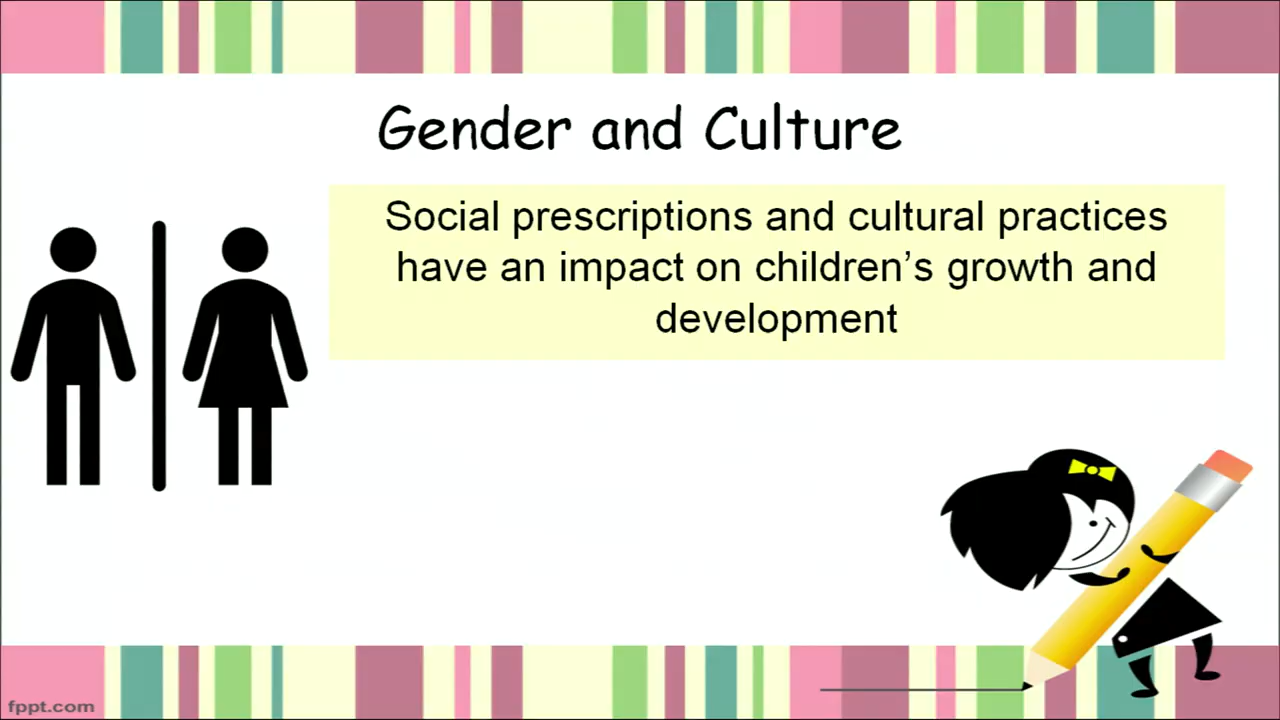 Gender and Culture
Social prescriptions and cultural practices
have an impact on children’s growth and
development
fppt.com